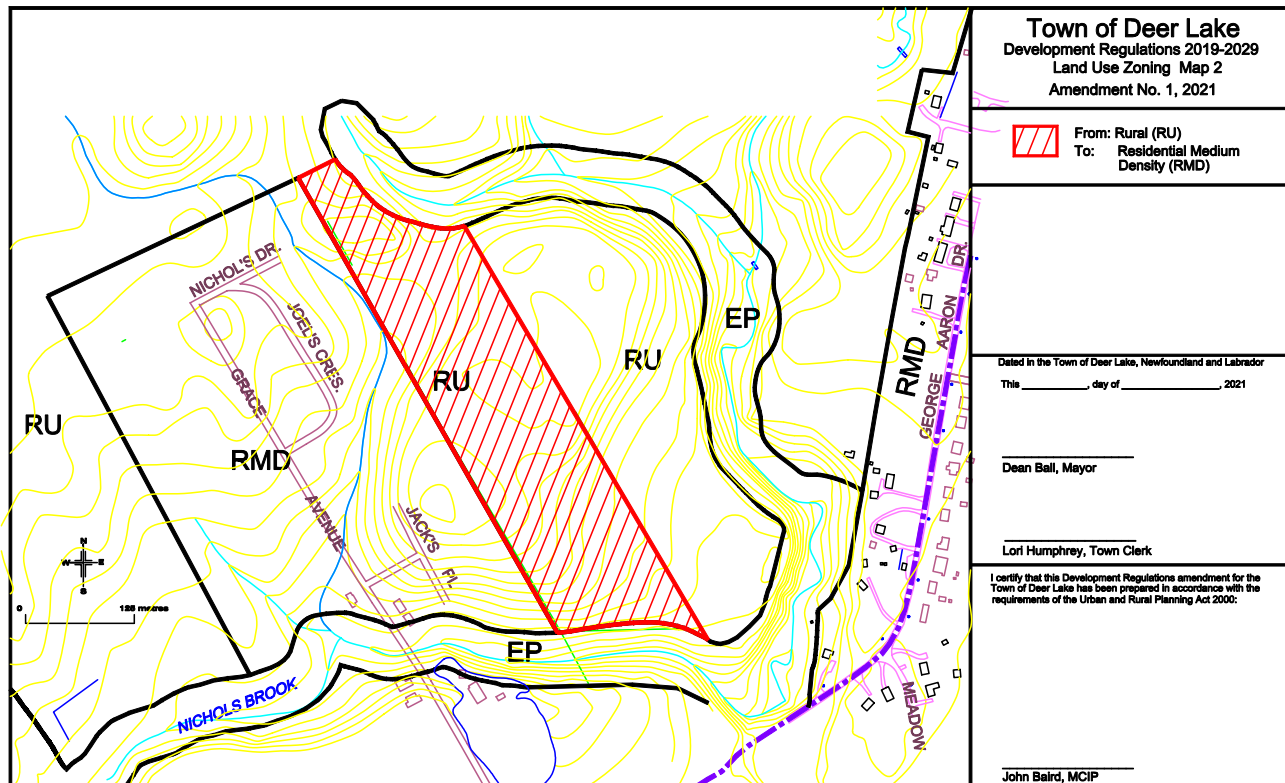 Town of Deer Lake
Development Regulations 2019-2029
Land Use Zoning Map 2
Amendment No. 1, 2021
From: Rural (RU)
To: Residential Medium
Density (RMD)
Dated in the Town of Deer Lake, Newfoundland and Labrador
This ___________, day of _________________, 2021
Dean Ball, Mayor
Lori Humphrey, Town Clerk
I certify that this Development Regulations amendment for the
Town of Deer Lake has been prepared in accordance with the
requirements of the Urban and Rural Planning Act 2000:
John Baird, MCIP
NICHOL'S DR.
JOEL'S CRES.
GRACE
AVENUE
JACK'S
PL.
RU
RMD
RU
RU
EP
EP
RMD
GEORGE
AARON
DR.
MEADOW
NICHOLS BROOK
N
W E
S
0 125 metres